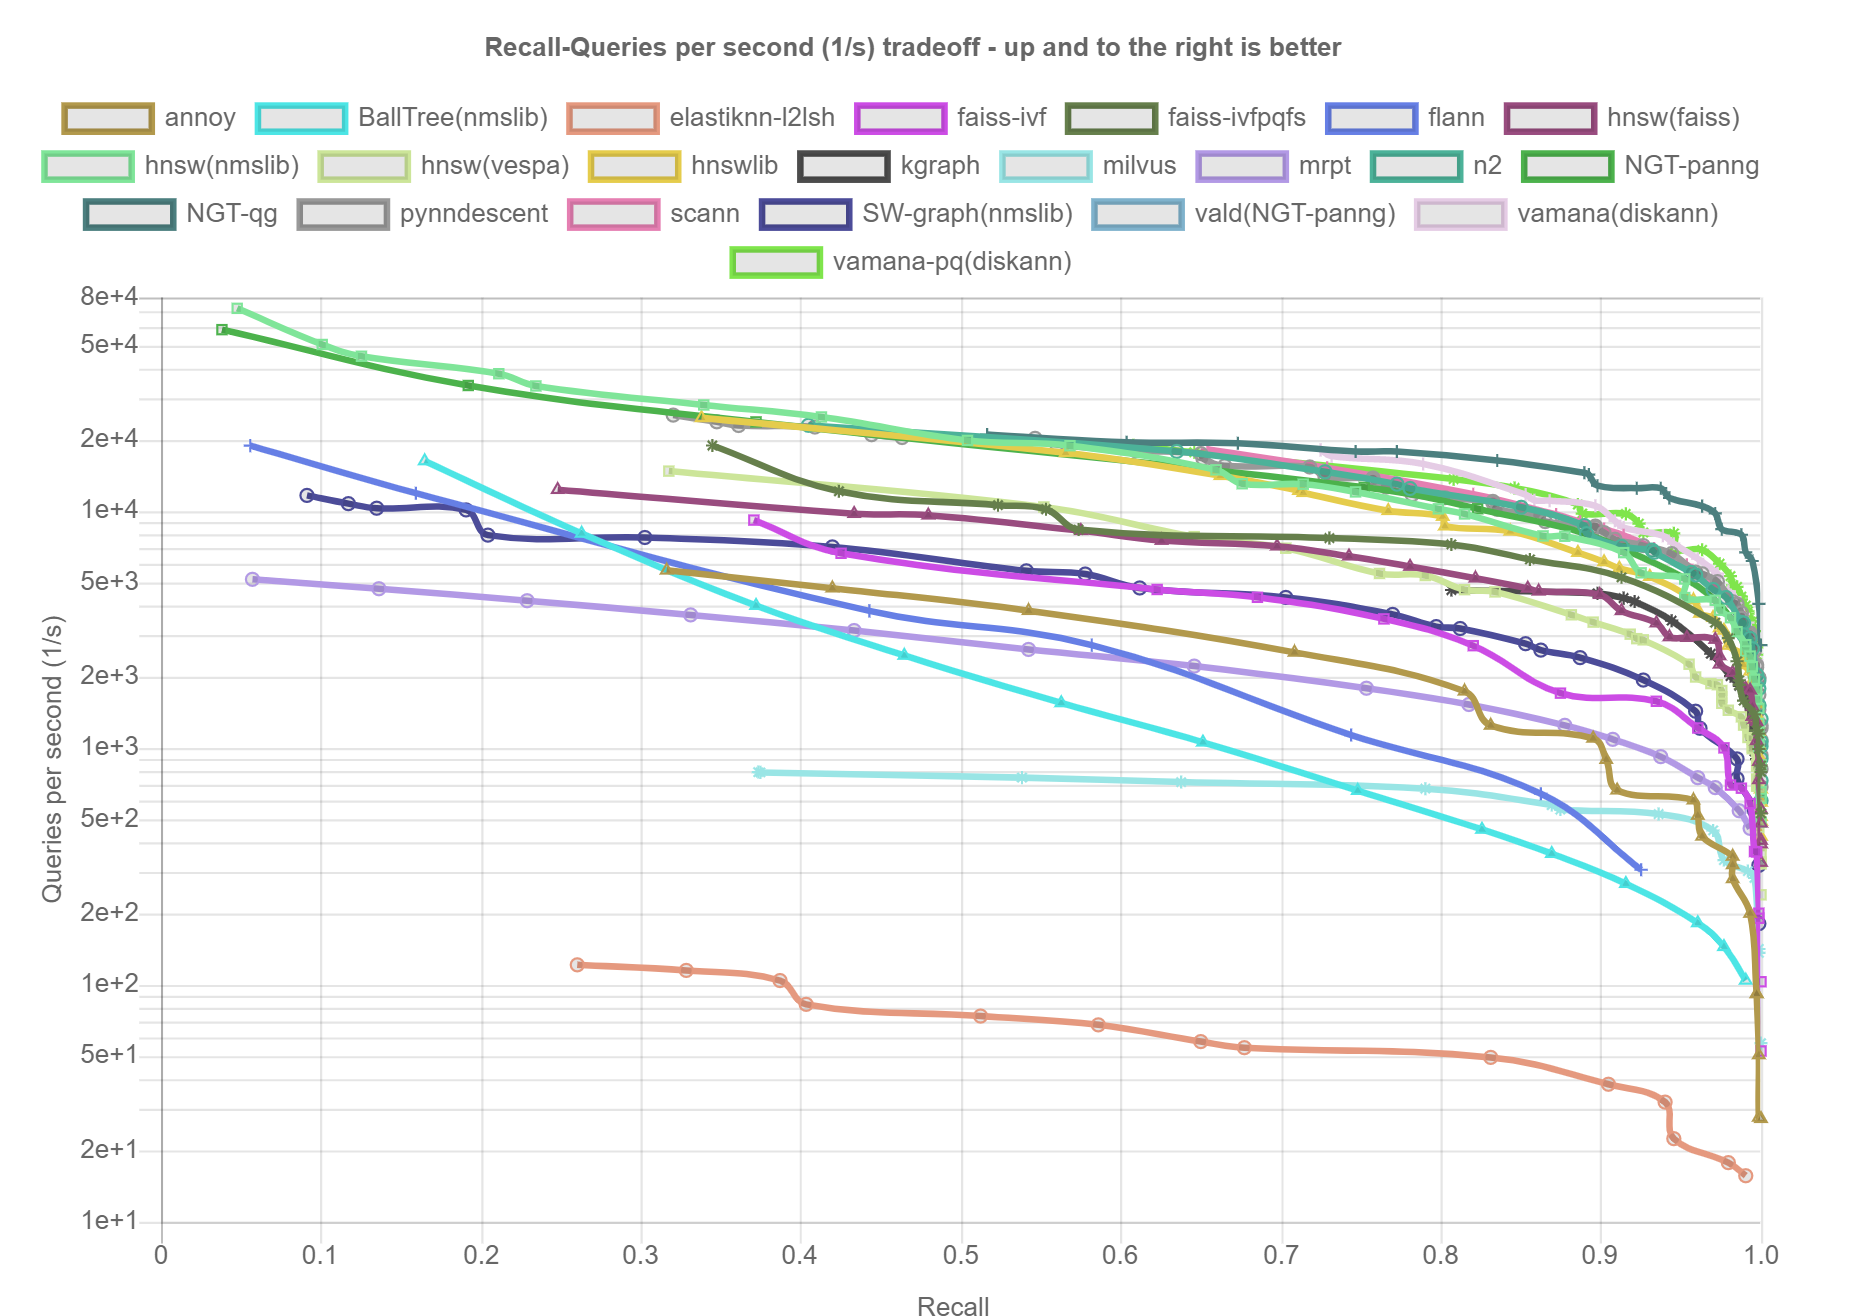 Recall-Queries per second (1/s) tradeoff - up and to the right is better
annoy BallTree(nmslib) elastiknn-l2lsh faiss-ivf faiss-ivfpqfs flann hnsw(faiss)
hnsw(nmslib) hnsw(vespa) hnswlib kgraph milvus mrpt n2 NGT-panng
NGT-qg pynndescent scann SW-graph(nmslib) vald(NGT-panng) vamana(diskann)
vamana-pq(diskann)
8e+4
5e+4
2e+4
1e+4
5e+3
2e+3
1e+3
5e+2
2e+2
1e+2
5e+1
2e+1
1e+1
Queries per second (1/s)
0 0.1 0.2 0.3 0.4 0.5 0.6 0.7 0.8 0.9 1.0
Recall